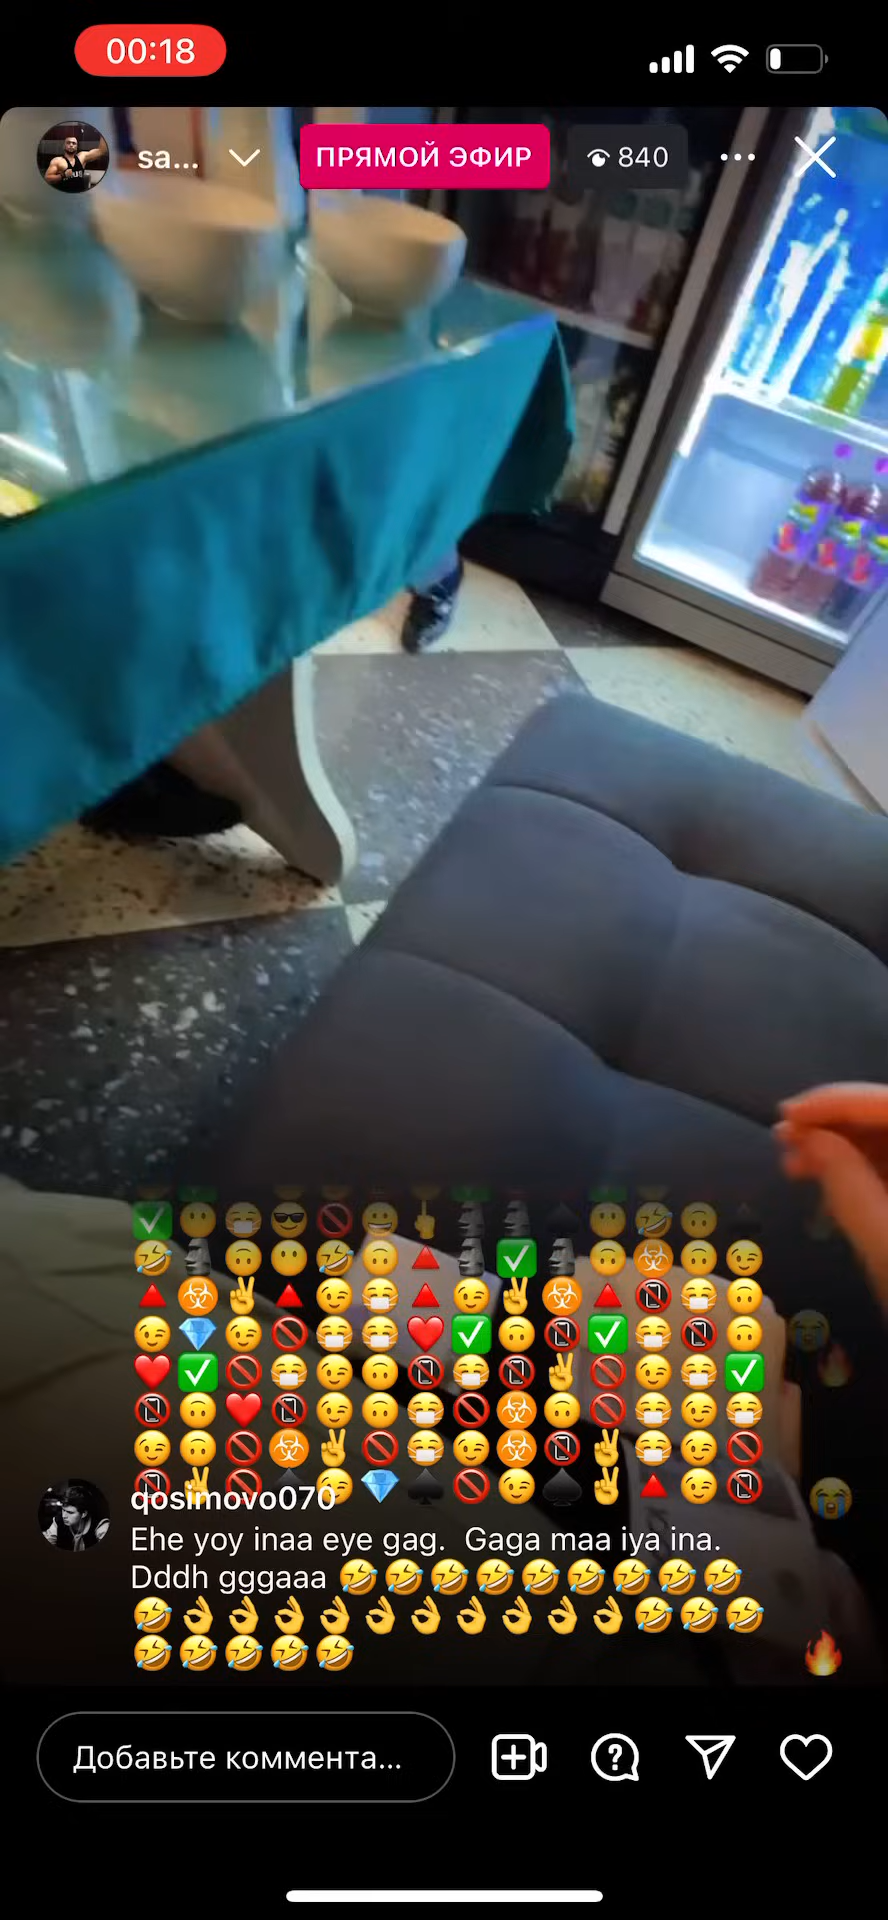 00:18
sa...
ПРЯМОЙ ЭФИР
840
qosimovo070
Ehe yoy inaa eye gag.  Gaga maa iya ina.
Dddh gggaaa 🤣🤣🤣🤣🤣🤣🤣🤣🤣
🤣👌👌👌👌👌👌👌👌👌👌🤣🤣🤣
🤣🤣🤣🤣🤣
Добавьте коммента...